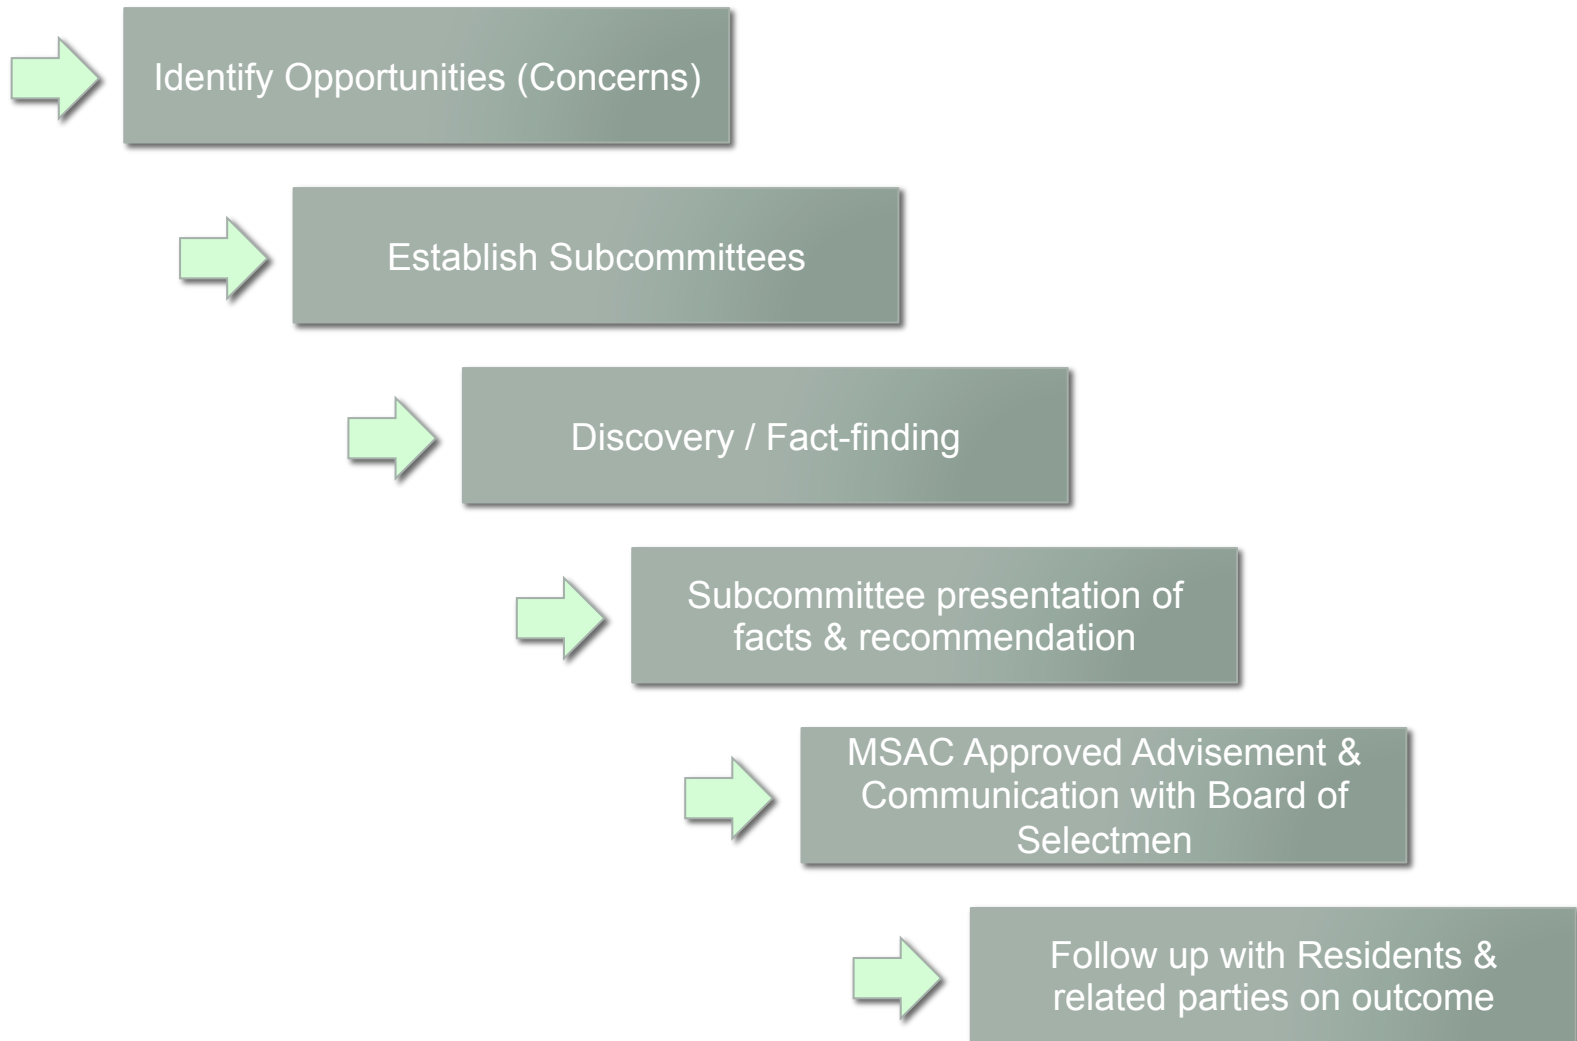 Identify Opportunities (Concerns)
Establish Subcommittees
Discovery / Fact-finding
Subcommittee presentation of
facts & recommendation
MSAC Approved Advisement &
Communication with Board of
Selectmen
Follow up with Residents &
related parties on outcome